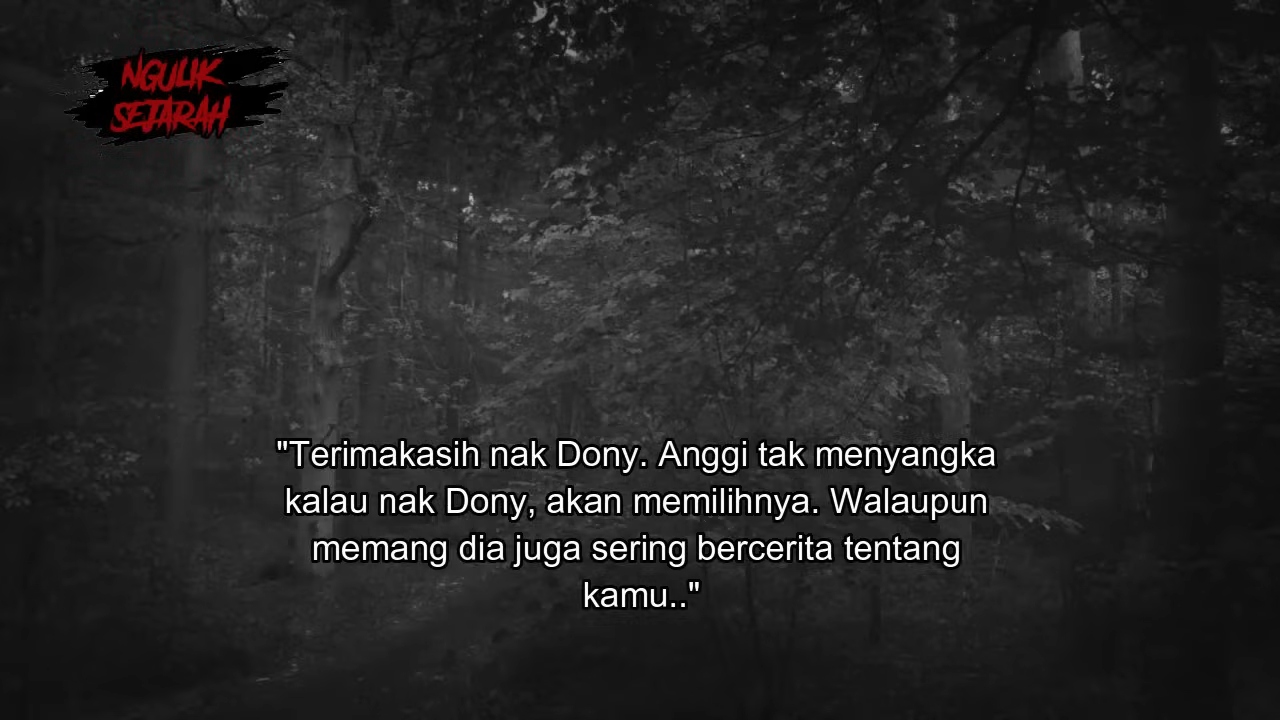 NGULIK
SEJARAH
"Terimakasih nak Dony. Anggi tak menyangka
kalau nak Dony, akan memilihnya. Walaupun
memang dia juga sering bercerita tentang
kamu.."